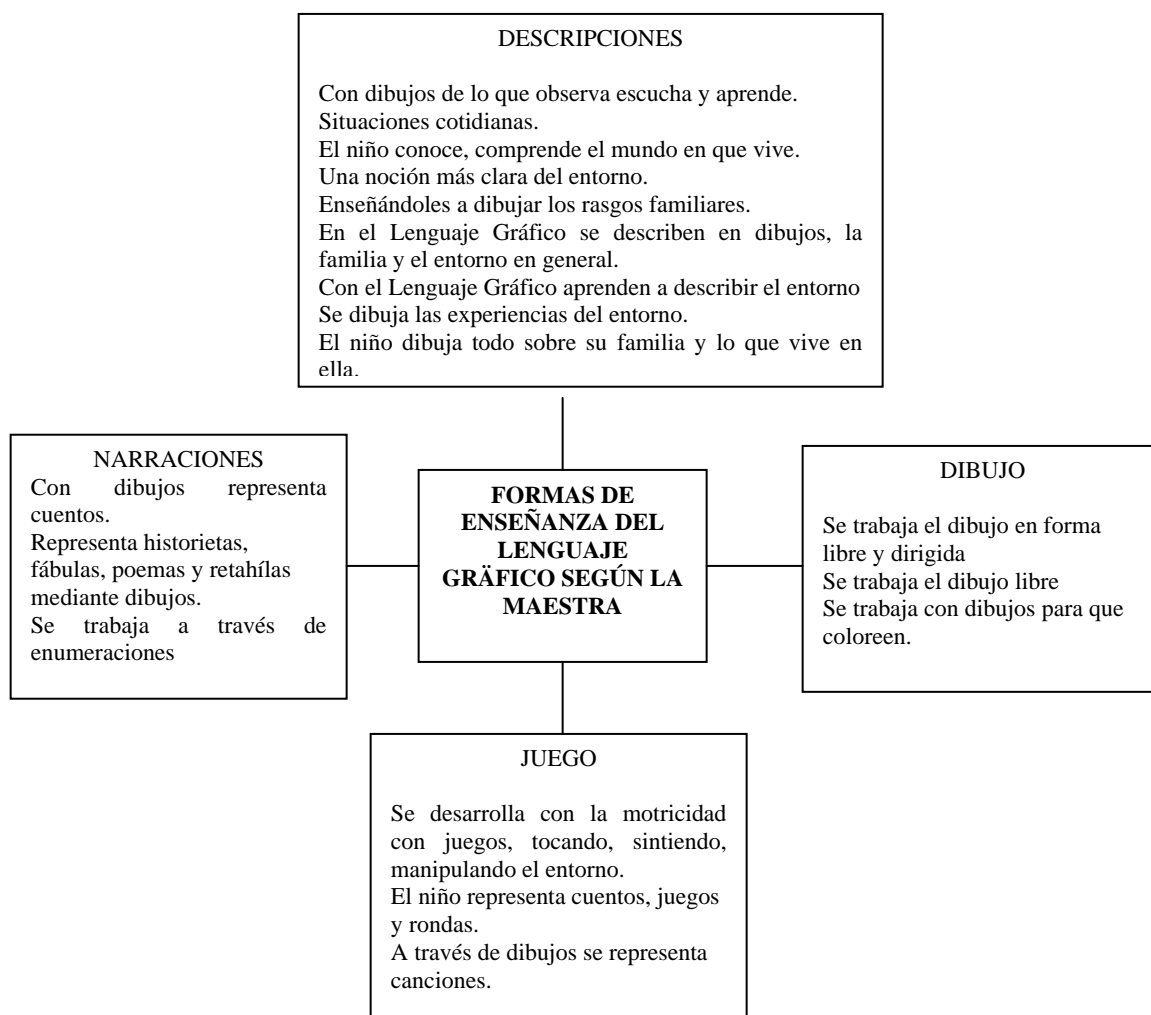 DESCRIPCIONES
Con dibujos de lo que observa escucha y aprende.
Situaciones cotidianas.
El niño conoce, comprende el mundo en que vive.
Una noción más clara del entorno.
Enseñándoles a dibujar los rasgos familiares.
En el Lenguaje Gráfico se describen en dibujos, la
familia y el entorno en general.
Con el Lenguaje Gráfico aprenden a describir el entorno
Se dibuja las experiencias del entorno.
El niño dibuja todo sobre su familia y lo que vive en
ella.
NARRACIONES
Con dibujos representa
cuentos.
Representa historietas,
fábulas, poemas y retahílas
mediante dibujos.
Se trabaja a través de
enumeraciones
FORMAS DE
ENSEÑANZA DEL
LENGUAJE
GRÄFICO SEGÚN LA
MAESTRA
DIBUJO
Se trabaja el dibujo en forma
libre y dirigida
Se trabaja el dibujo libre
Se trabaja con dibujos para que
coloreen.
JUEGO
Se desarrolla con la motricidad
con juegos, tocando, sintiendo,
manipulando el entorno.
El niño representa cuentos, juegos
y rondas.
A través de dibujos se representa
canciones.